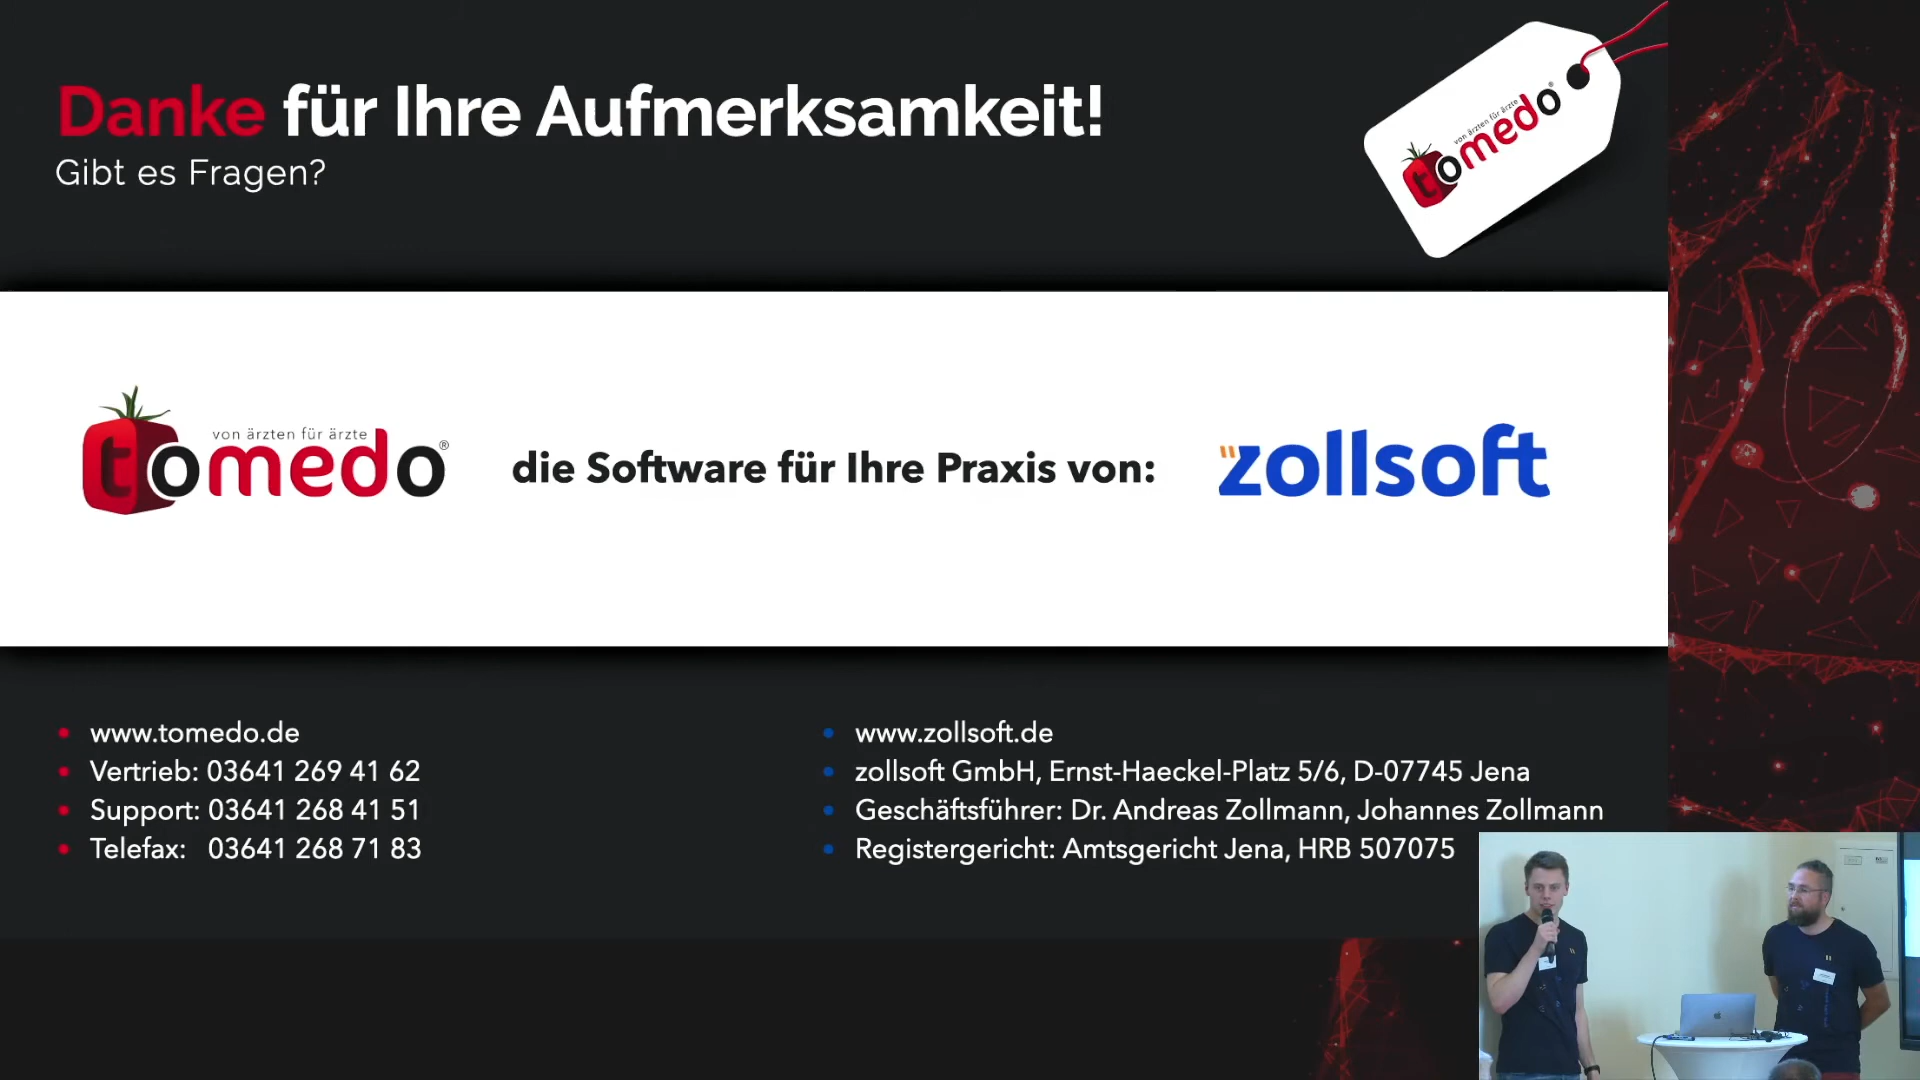 Danke für Ihre Aufmerksamkeit!
Gibt es Fragen?
von ärzten für ärzte
tomedo®
von ärzten für ärzte
tomedo®
die Software für Ihre Praxis von:
zollsoft
www.tomedo.de
Vertrieb: 03641 269 41 62
Support: 03641 268 41 51
Telefax: 03641 268 71 83
www.zollsoft.de
zollsoft GmbH, Ernst-Haeckel-Platz 5/6, D-07745 Jena
Geschäftsführer: Dr. Andreas Zollmann, Johannes Zollmann
Registergericht: Amtsgericht Jena, HRB 507075